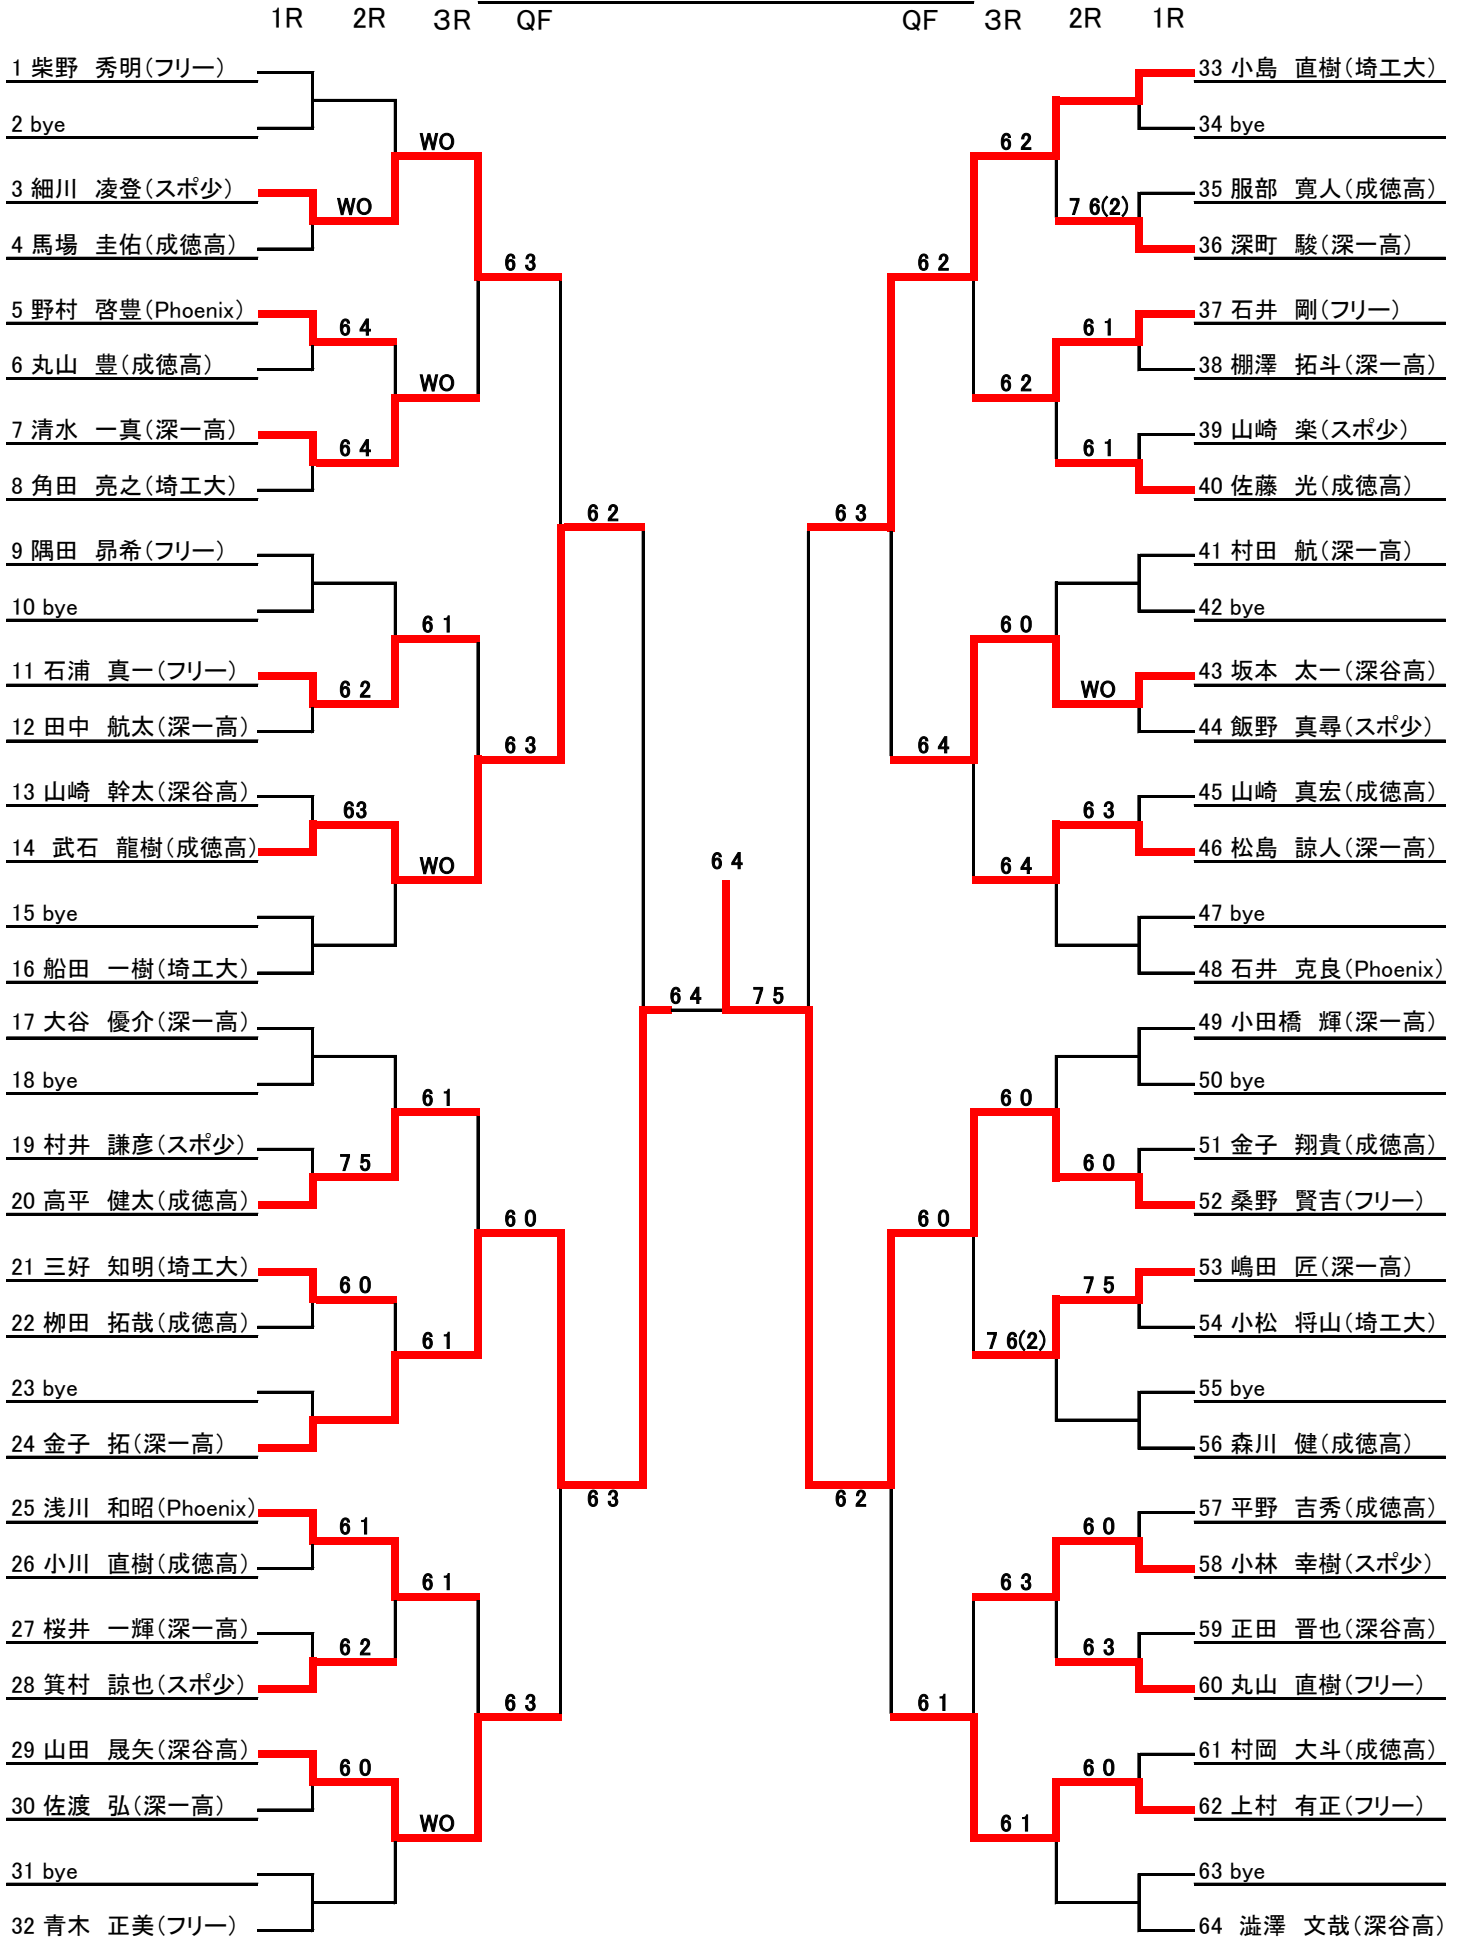 1R 2R 3R QF QF 3R 2R 1R
1 柴野 秀明(フリー)
2 bye
3 細川 凌登(スポ少)
4 馬場 圭佑(成徳高)
5 野村 啓豊(Phoenix)
6 丸山 豊(成徳高)
7 清水 一真(深一高)
8 角田 亮之(埼工大)
9 隅田 昴希(フリー)
10 bye
11 石浦 真一(フリー)
12 田中 航太(深一高)
13 山崎 幹太(深谷高)
14 武石 龍樹(成徳高)
15 bye
16 船田 一樹(埼工大)
17 大谷 優介(深一高)
18 bye
19 村井 謙彦(スポ少)
20 高平 健太(成徳高)
21 三好 知明(埼工大)
22 栁田 拓哉(成徳高)
23 bye
24 金子 拓(深一高)
25 浅川 和昭(Phoenix)
26 小川 直樹(成徳高)
27 桜井 一輝(深一高)
28 箕村 諒也(スポ少)
29 山田 晟矢(深谷高)
30 佐渡 弘(深一高)
31 bye
32 青木 正美(フリー)
WO
6 4
6 4
6 2
63
7 5
6 0
6 1
6 2
6 0
WO
WO
6 1
WO
6 1
6 1
6 1
WO
6 3
6 3
6 0
6 3
6 2
6 3
6 4
6 4
7 5
6 3
6 2
6 2
6 4
6 0
6 1
6 2
6 2
6 0
6 4
6 0
7 6(2)
6 3
6 1
7 6(2)
6 1
6 1
WO
6 3
6 0
7 5
6 0
6 3
6 0
33 小島 直樹(埼工大)
34 bye
35 服部 寛人(成徳高)
36 深町 駿(深一高)
37 石井 剛(フリー)
38 棚澤 拓斗(深一高)
39 山崎 楽(スポ少)
40 佐藤 光(成徳高)
41 村田 航(深一高)
42 bye
43 坂本 太一(深谷高)
44 飯野 真尋(スポ少)
45 山崎 真宏(成徳高)
46 松島 諒人(深一高)
47 bye
48 石井 克良(Phoenix)
49 小田橋 輝(深一高)
50 bye
51 金子 翔貴(成徳高)
52 桑野 賢吉(フリー)
53 嶋田 匠(深一高)
54 小松 将山(埼工大)
55 bye
56 森川 健(成徳高)
57 平野 吉秀(成徳高)
58 小林 幸樹(スポ少)
59 正田 晋也(深谷高)
60 丸山 直樹(フリー)
61 村岡 大斗(成徳高)
62 上村 有正(フリー)
63 bye
64 澁澤 文哉(深谷高)